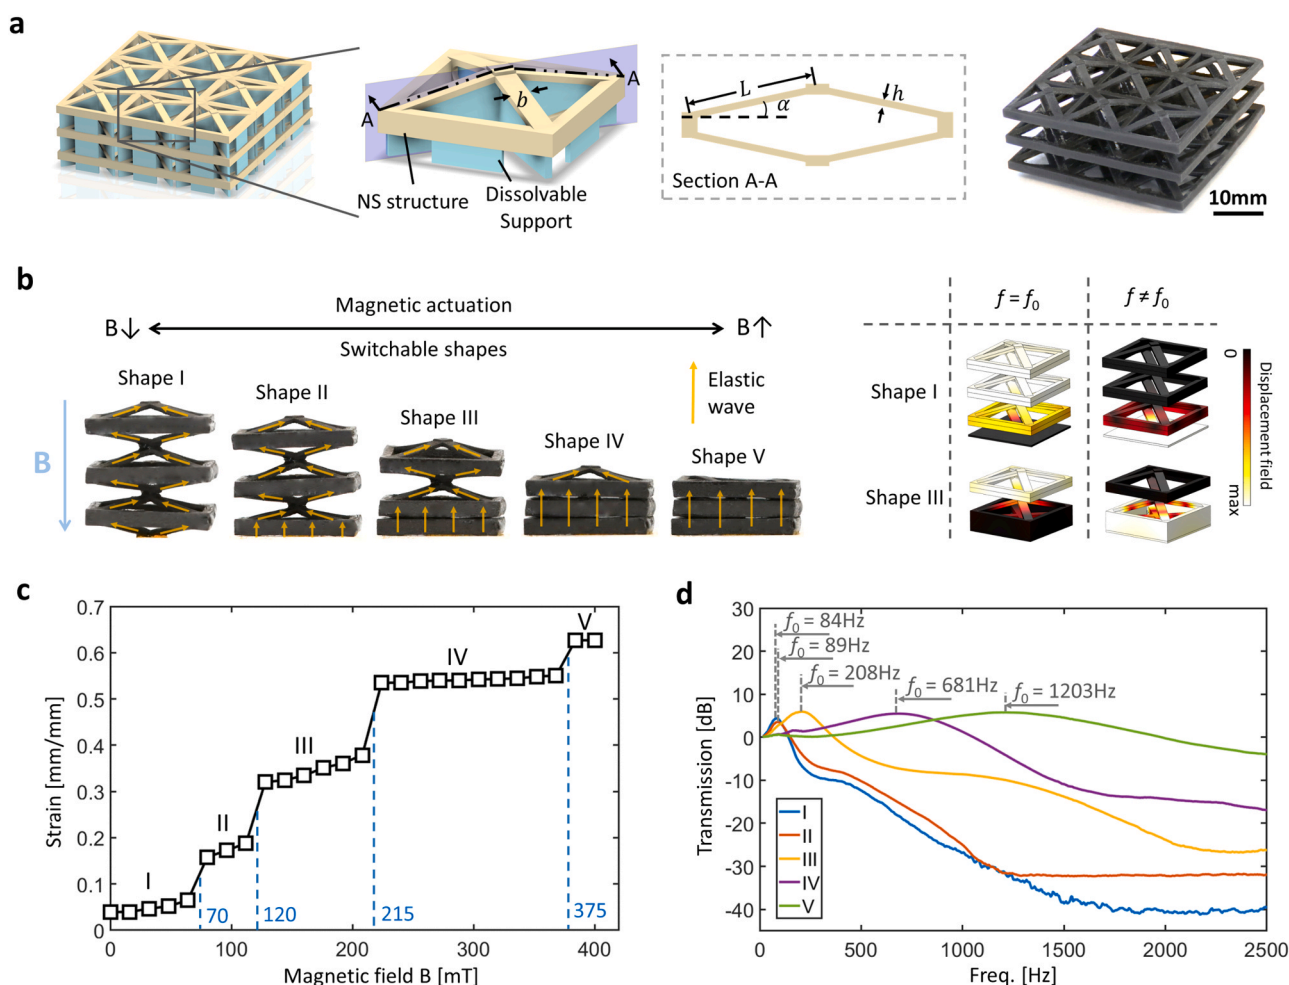 a
A
A
b
NS structure
Dissolvable
Support
L
α
h
Section A-A
10mm
b
Magnetic actuation
B↓
B↑
Switchable shapes
Shape I
Shape II
Shape III
Shape IV
Shape V
Elastic
wave
B
f = f₀
f ≠ f₀
Shape I
Shape III
0
Displacement field
max
c
Strain [mm/mm]
0.7
0.6
0.5
0.4
0.3
0.2
0.1
0
I
II
III
IV
V
70
120
215
375
0
100
200
300
400
Magnetic field B [mT]
d
Transmission [dB]
30
20
10
0
-10
-20
-30
-40
f₀ = 84Hz
f₀ = 89Hz
f₀ = 208Hz
f₀ = 681Hz
f₀ = 1203Hz
I
II
III
IV
V
0
500
1000
1500
2000
2500
Freq. [Hz]